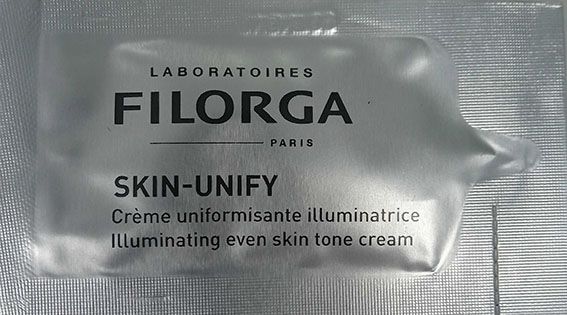 LABORATOIRES
FILORGA
PARIS
SKIN-UNIFY
Crème uniformisante illuminatrice
Illuminating even skin tone cream